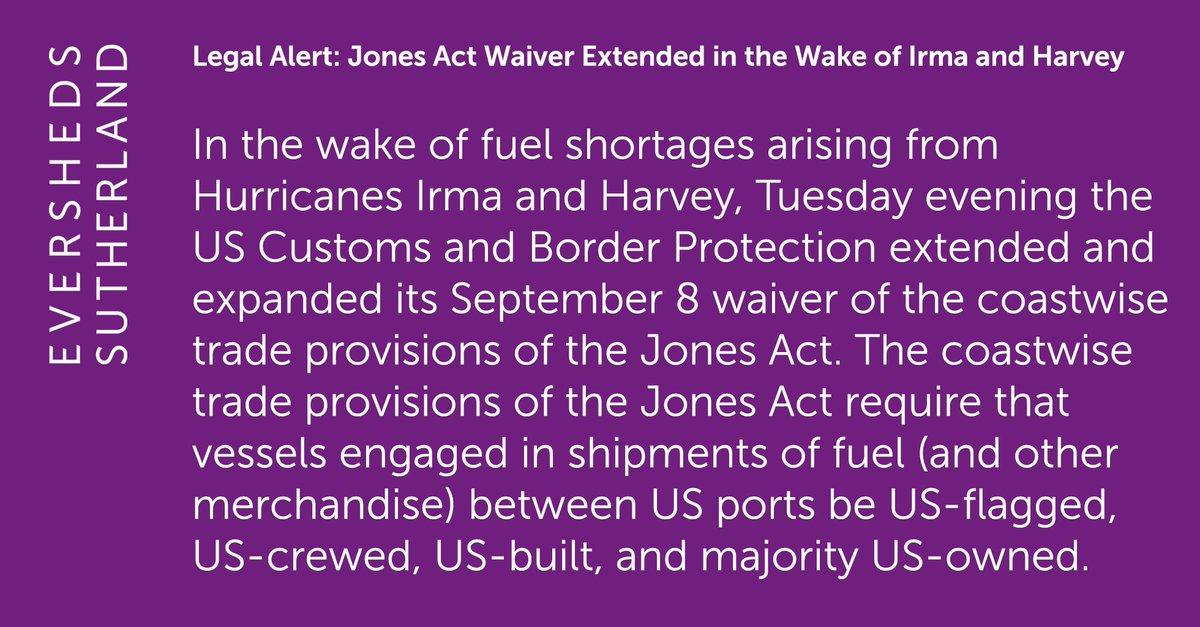 EVERSHEDS
SUTHERLAND
Legal Alert: Jones Act Waiver Extended in the Wake of Irma and Harvey
In the wake of fuel shortages arising from
Hurricanes Irma and Harvey, Tuesday evening the
US Customs and Border Protection extended and
expanded its September 8 waiver of the coastwise
trade provisions of the Jones Act. The coastwise
trade provisions of the Jones Act require that
vessels engaged in shipments of fuel (and other
merchandise) between US ports be US-flagged,
US-crewed, US-built, and majority US-owned.